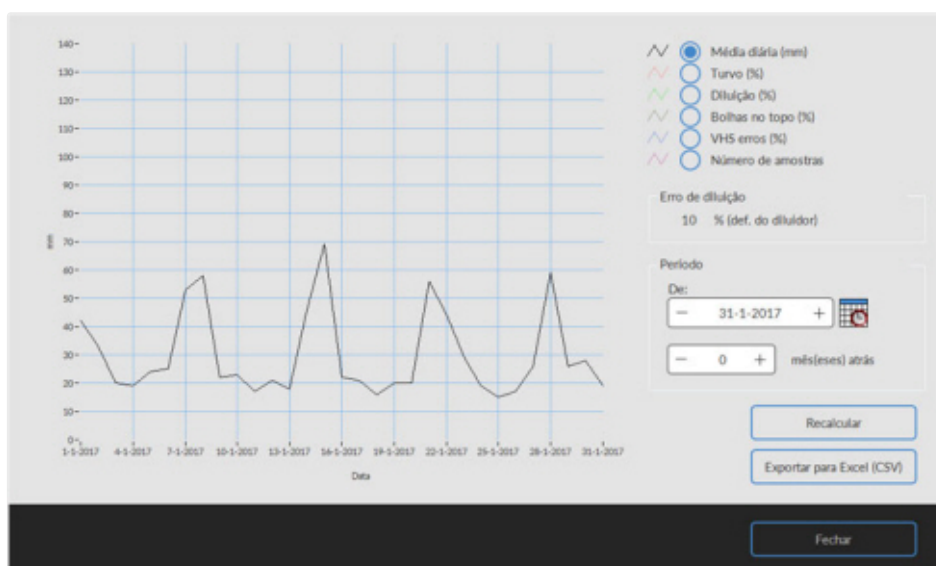 140
130
120
110
100
90
80
70
60
50
40
30
20
10
0
mm
1-1-2017 4-1-2017 7-1-2017 10-1-2017 13-1-2017 16-1-2017 19-1-2017 22-1-2017 25-1-2017 28-1-2017 31-1-2017
Data
Média diária (mm)
Turvo (%)
Diluição (%)
Bolhas no topo (%)
VHS erros (%)
Número de amostras
Erro de diluição
10 % (def. do diluidor)
Período
De:
− 31-1-2017 +
− 0 + mês(eses) atrás
Recalcular
Exportar para Excel (CSV)
Fechar